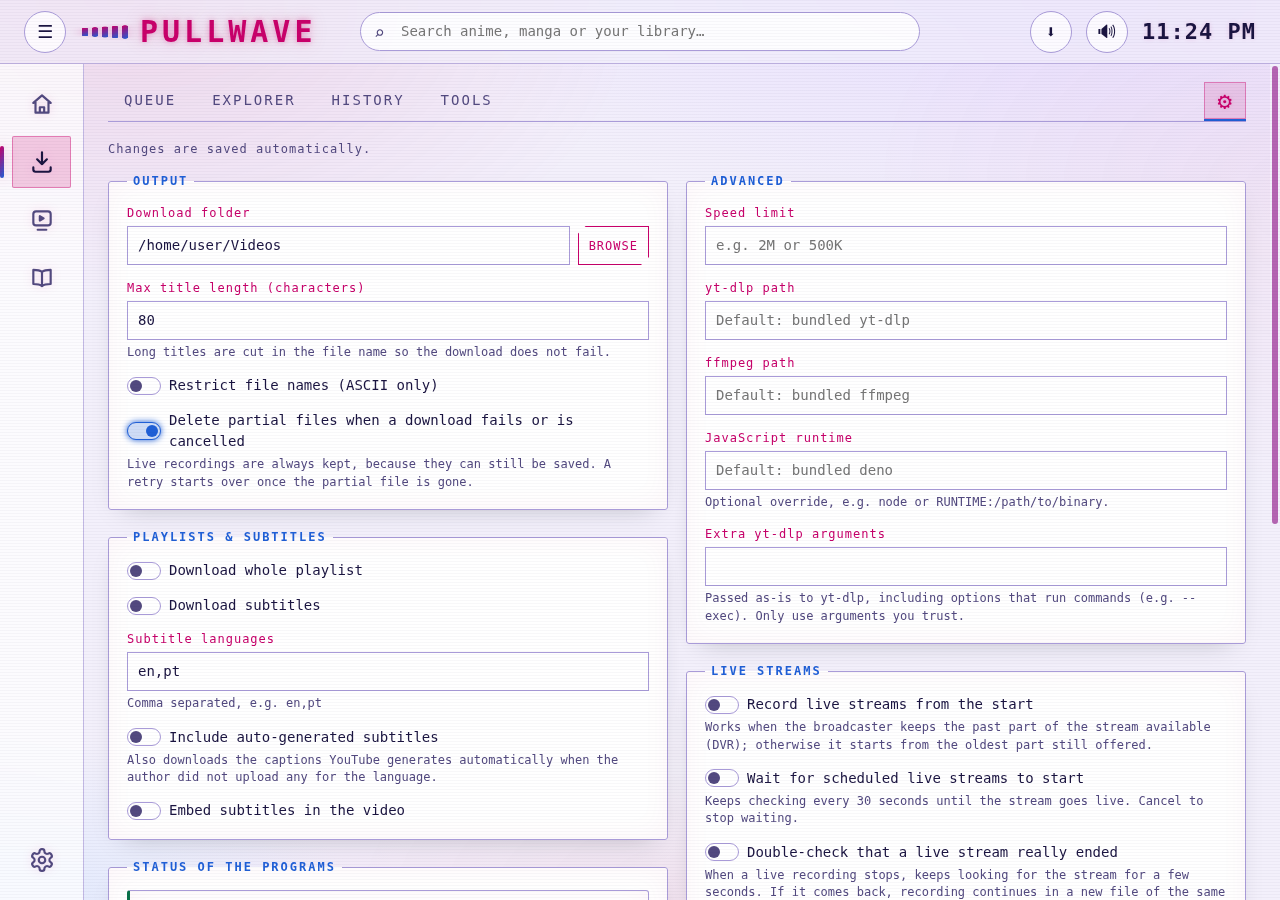 PULLWAVE
Search anime, manga or your library…
11:24 PM
QUEUE EXPLORER HISTORY TOOLS
Changes are saved automatically.
OUTPUT
Download folder
/home/user/Videos
BROWSE
Max title length (characters)
80
Long titles are cut in the file name so the download does not fail.
Restrict file names (ASCII only)
Delete partial files when a download fails or is
cancelled
Live recordings are always kept, because they can still be saved. A
retry starts over once the partial file is gone.
PLAYLISTS & SUBTITLES
Download whole playlist
Download subtitles
Subtitle languages
en,pt
Comma separated, e.g. en,pt
Include auto-generated subtitles
Also downloads the captions YouTube generates automatically when the
author did not upload any for the language.
Embed subtitles in the video
STATUS OF THE PROGRAMS
ADVANCED
Speed limit
e.g. 2M or 500K
yt-dlp path
Default: bundled yt-dlp
ffmpeg path
Default: bundled ffmpeg
JavaScript runtime
Default: bundled deno
Optional override, e.g. node or RUNTIME:/path/to/binary.
Extra yt-dlp arguments
Passed as-is to yt-dlp, including options that run commands (e.g. --
exec). Only use arguments you trust.
LIVE STREAMS
Record live streams from the start
Works when the broadcaster keeps the past part of the stream available
(DVR); otherwise it starts from the oldest part still offered.
Wait for scheduled live streams to start
Keeps checking every 30 seconds until the stream goes live. Cancel to
stop waiting.
Double-check that a live stream really ended
When a live recording stops, keeps looking for the stream for a few
seconds. If it comes back, recording continues in a new file of the same